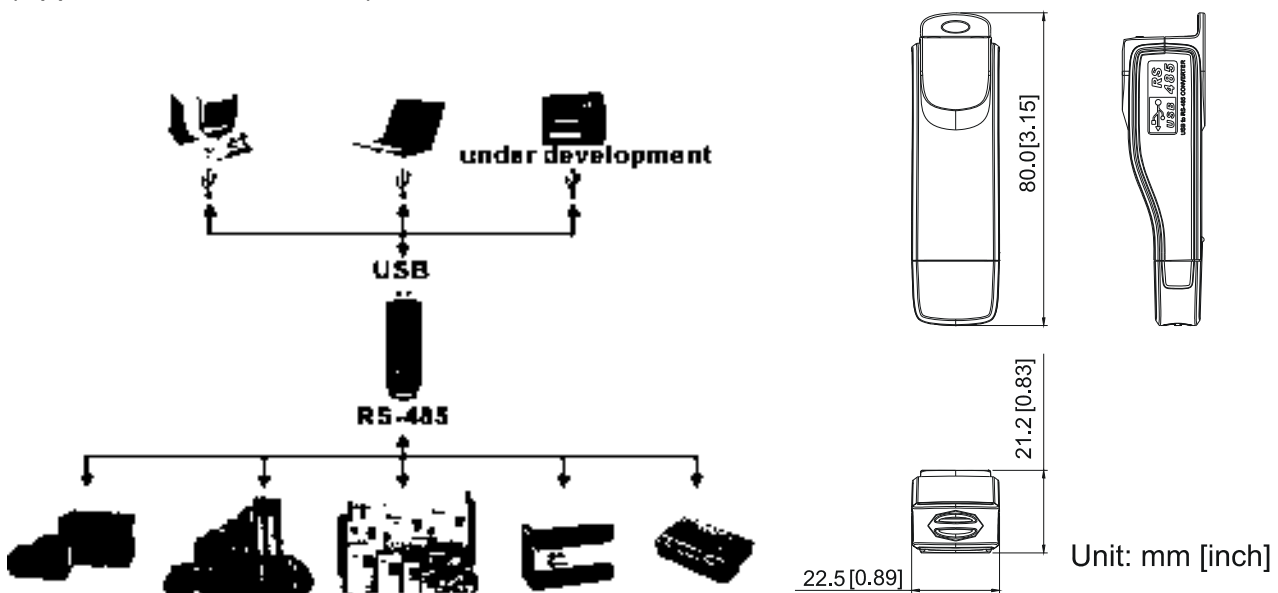 under development
USB
RS-485
80.0[3.15]
RS
485
USB
USB to RS-485 CONVERTER
21.2[0.83]
22.5[0.89]
Unit: mm [inch]